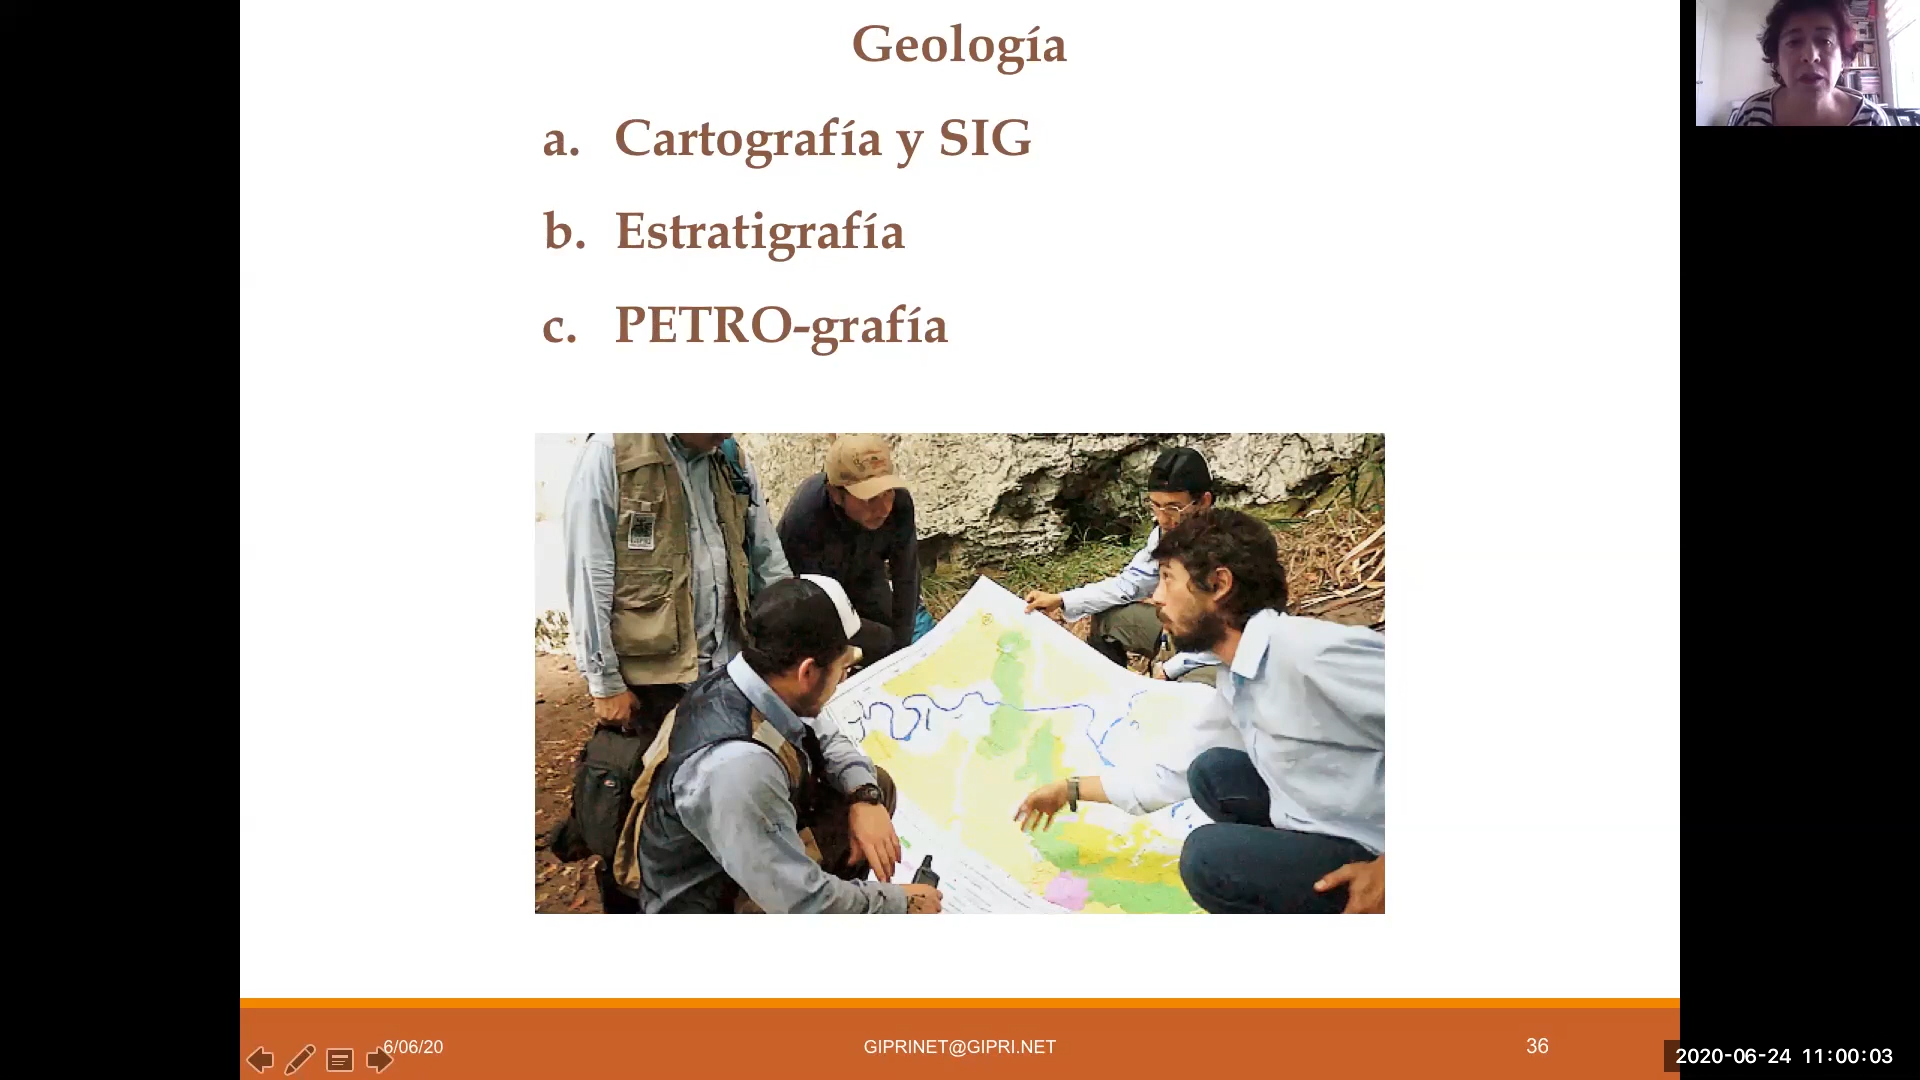 Geología
a. Cartografía y SIG
b. Estratigrafía
c. PETRO-grafía
6/06/20
GIPRINET@GIPRI.NET
36
2020-06-24 11:00:03